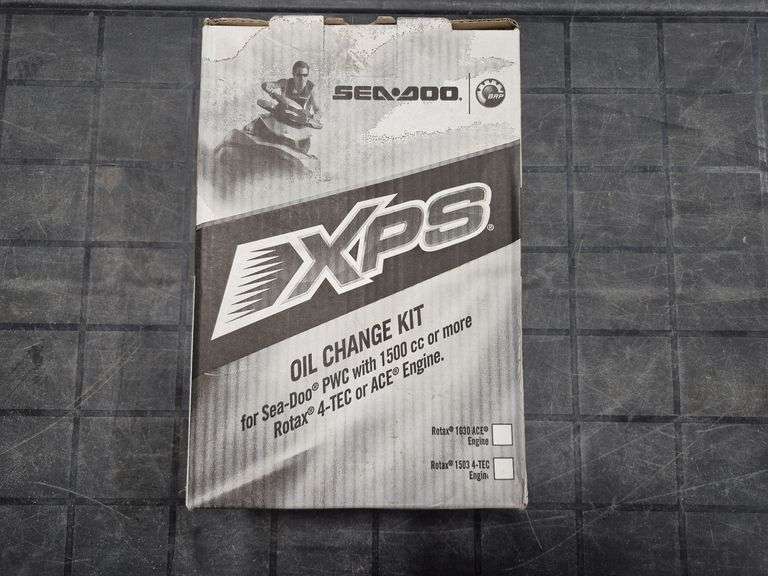 SEA•DOO®
BRP
XPS®
OIL CHANGE KIT
for Sea-Doo® PWC with 1500 cc or more
Rotax® 4-TEC or ACE® Engine.
Rotax® 1630 ACE®
Engine
Rotax® 1503 4-TEC
Engine